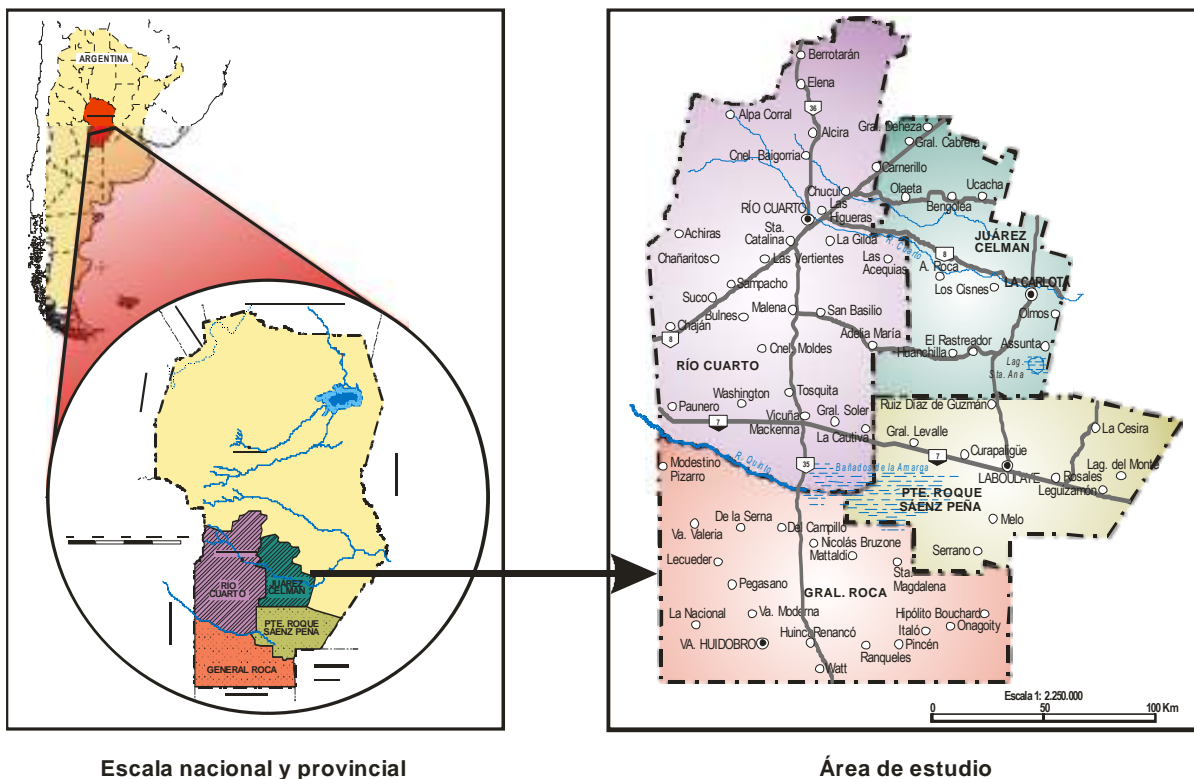 ARGENTINA
RIO
CUARTO
JUÁREZ
CELMAN
PTE. ROQUE
SAENZ PEÑA
GENERAL ROCA
Escala nacional y provincial
Berrotarán
Elena
36
Alpa Corral
Alcira
Gral. Deheza
Gral. Cabrera
Cnel. Baigorria
Carnerillo
Chucul
Olaeta
Ucacha
Bengolea
RÍO CUARTO
Las
Higueras
JUÁREZ
CELMAN
Achiras
Sta.
Catalina
La Gilda
R. Cuarto
8
Chañaritos
Las Vertientes
Las
Acequias
A. Roca
LA CARLOTA
Los Cisnes
Sampacho
Suco
Bulnes
Malena
San Basilio
Olmos
Chaján
8
Adelia María
El Rastreador
Assunta
Huanchilla
Cnel. Moldes
Lag.
Sta. Ana
RÍO CUARTO
Washington
Tosquita
Paunero
Vicuña
Mackenna
Gral. Soler
La Cautiva
7
Ruiz Díaz de Guzmán
Gral. Levalle
La Cesira
Curapaligüe
7
Modestino
Pizarro
R. Quinto
35
Bañados de la Amarga
LABOULAYE
Rosales
Lag. del Monte
Leguizamón
PTE. ROQUE
SÁENZ PEÑA
Melo
Va. Valeria
De la Serna
Del Campillo
Nicolás Bruzone
Mattaldi
Serrano
Lecueder
Sta.
Magdalena
Pegasano
GRAL. ROCA
La Nacional
Va. Moderna
Hipólito Bouchard
Onagoity
Italó
VA. HUIDOBRO
Huinca Renancó
Pincén
Ranqueles
Watt
Escala 1: 2.250.000
0 50 100 Km
Área de estudio